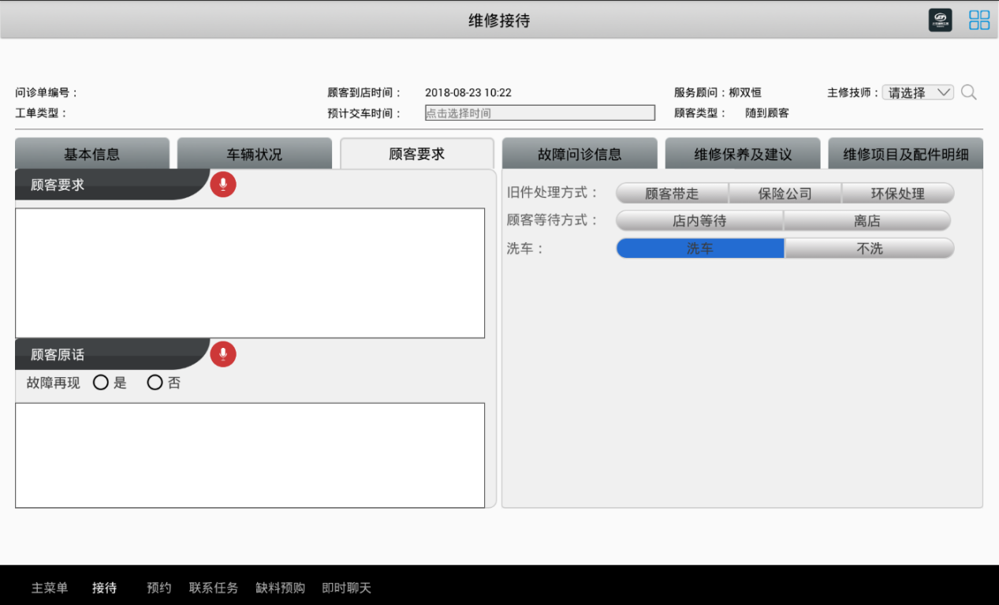 维修接待
问诊单编号：
顾客到店时间： 2018-08-23 10:22
服务顾问：柳双恒
主修技师： 请选择
工单类型：
预计交车时间： 点击选择时间
顾客类型： 随到顾客
基本信息 车辆状况 顾客要求 故障问诊信息 维修保养及建议 维修项目及配件明细
顾客要求
旧件处理方式： 顾客带走 保险公司 环保处理
顾客等待方式： 店内等待 离店
洗车： 洗车 不洗
顾客原话
故障再现 是 否
主菜单 接待 预约 联系任务 缺料预购 即时聊天